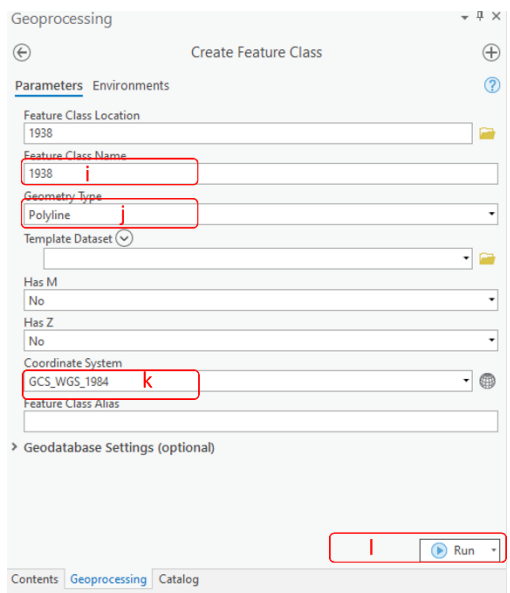 Geoprocessing
Create Feature Class
Parameters Environments
Feature Class Location
1938
Feature Class Name
1938 i
Geometry Type
Polyline j
Template Dataset
Has M
No
Has Z
No
Coordinate System
GCS_WGS_1984 k
Feature Class Alias
Geodatabase Settings (optional)
l Run
Contents Geoprocessing Catalog